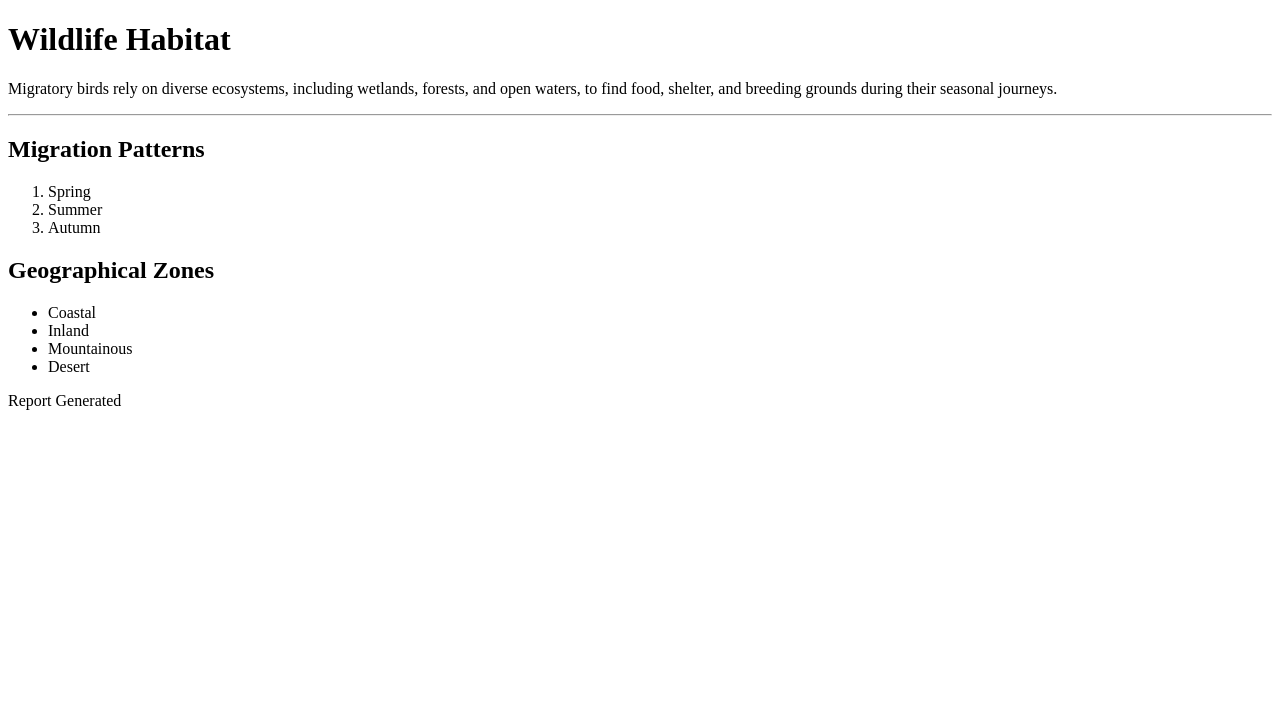 Wildlife Habitat
Migratory birds rely on diverse ecosystems, including wetlands, forests, and open waters, to find food, shelter, and breeding grounds during their seasonal journeys.
Migration Patterns
1. Spring
2. Summer
3. Autumn
Geographical Zones
• Coastal
• Inland
• Mountainous
• Desert
Report Generated